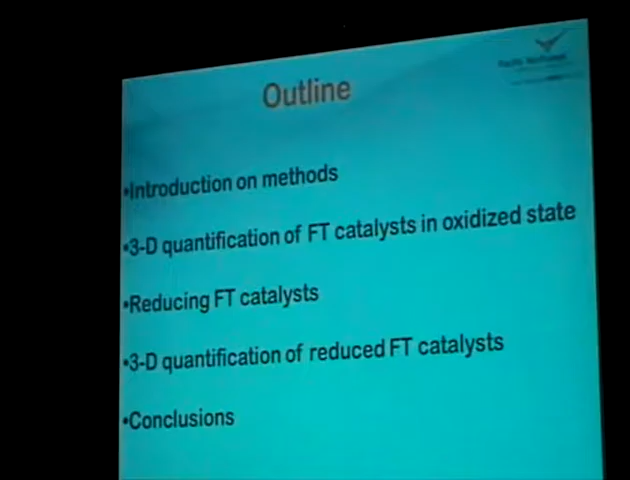 Outline
•Introduction on methods
•3-D quantification of FT catalysts in oxidized state
•Reducing FT catalysts
•3-D quantification of reduced FT catalysts
•Conclusions